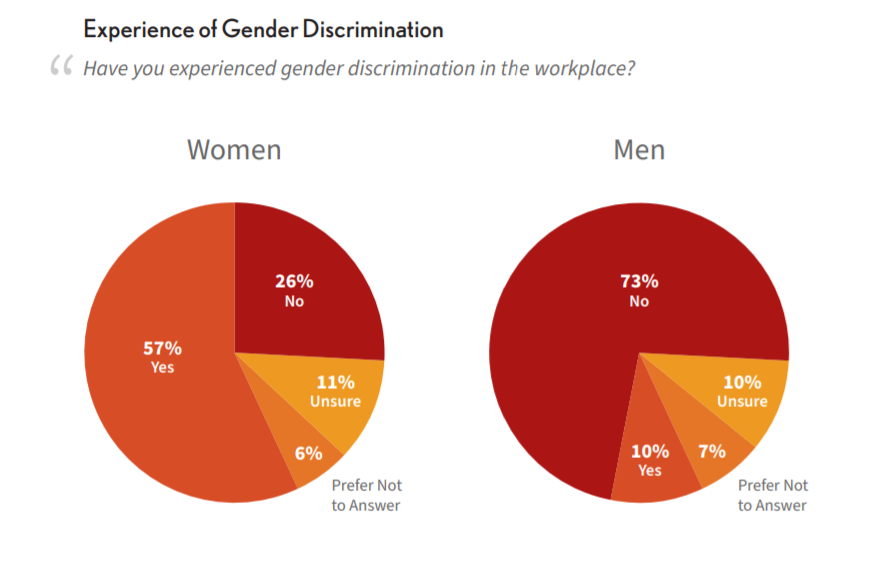 Experience of Gender Discrimination
“ Have you experienced gender discrimination in the workplace?
Women
26%
No
57%
Yes
11%
Unsure
6%
Prefer Not
to Answer
Men
73%
No
10%
Unsure
10%
Yes
7%
Prefer Not
to Answer